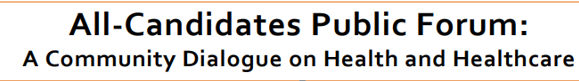 All-Candidates Public Forum:
A Community Dialogue on Health and Healthcare